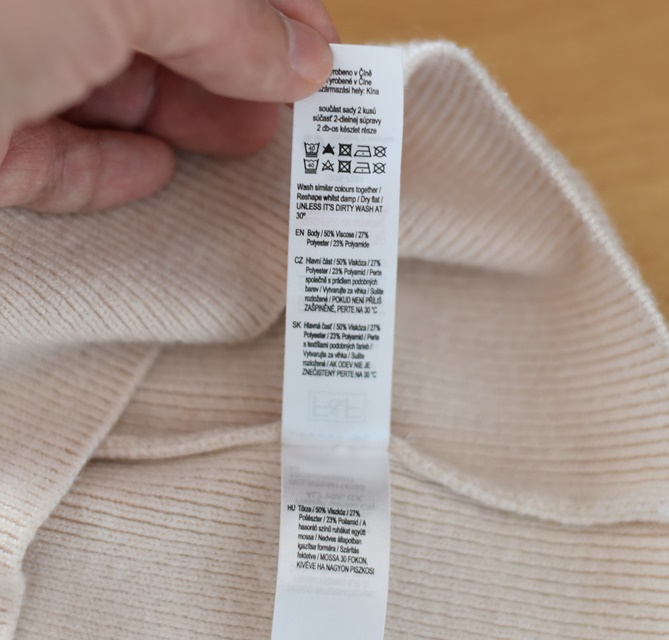 yrobeno v Číně
yrobené v Číne
zármazási hely: Kína
součást sady 2 kusů
súčasť 2-dielnej súpravy
2 db-os készlet része
40
40
Wash similar colours together /
Reshape whilst damp / Dry flat /
UNLESS IT'S DIRTY WASH AT
30°
EN Body / 50% Viscose / 27%
Polyester / 23% Polyamide
CZ Hlavní část / 50% Viskóza / 27%
Polyester / 23% Polyamid / Perte
společně s prádlem podobných
barev / Vytvarujte za vlhka / Sušte
rozložené / POKUD NENÍ PŘÍLIŠ
ZAŠPINĚNÉ, PERTE NA 30 °C
SK Hlavná časť / 50% Viskóza / 27%
Polyester / 23% Polyamid / Perte
s textíliami podobných farieb /
Vytvarujte za vlhka / Sušte
rozložené / AK ODEV NIE JE
ZNEČISTENÝ PERTE NA 30 °C
HU Törzs / 50% Viszkóz / 27%
Poliészter / 23% Poliamid / A
hasonló színű ruhákat együtt
mossa / Nedves állapotban
igazítsa formára / Szárítás
fektetve / MOSSA 30 FOKON,
KIVÉVE HA NAGYON PISZKOS!